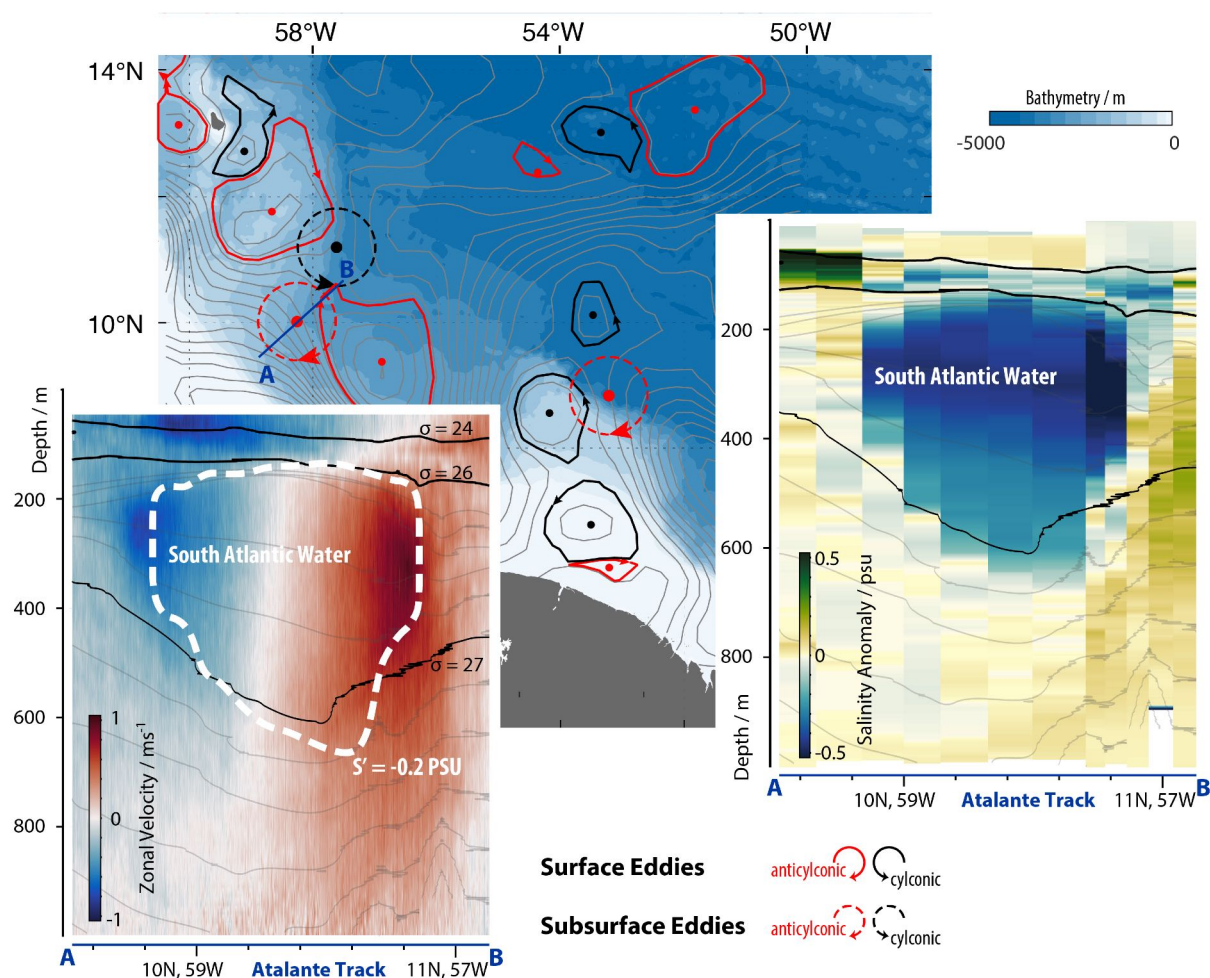 58°W 54°W 50°W
14°N
10°N
Bathymetry / m
-5000 0
B
A
Depth / m
200
400
600
800
σ = 24
σ = 26
South Atlantic Water
σ = 27
S’ = -0.2 PSU
1
0
-1
Zonal Velocity / ms-1
A B
10N, 59W Atalante Track 11N, 57W
Depth / m
200
400
600
800
South Atlantic Water
0.5
0
-0.5
Salinity Anomaly / psu
A B
10N, 59W Atalante Track 11N, 57W
Surface Eddies anticylconic cylconic
Subsurface Eddies anticylconic cylconic